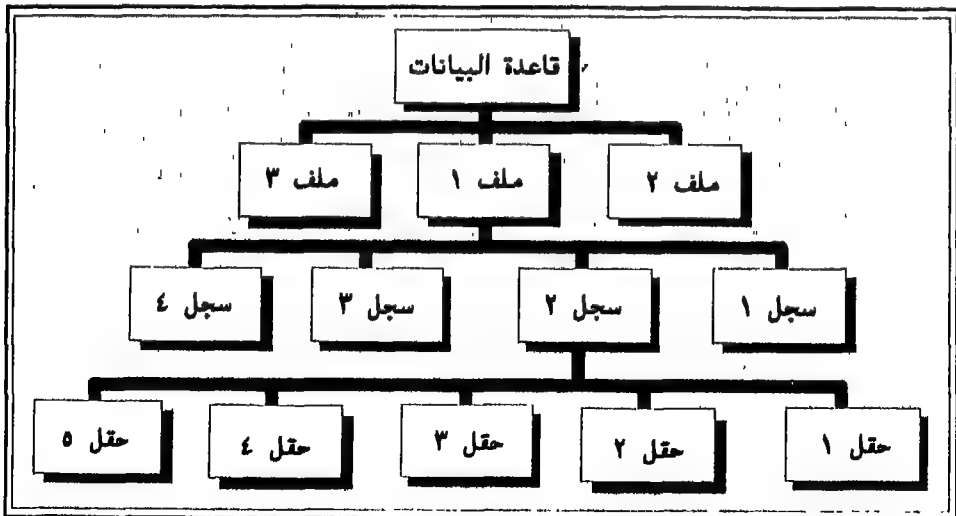 قاعدة البيانات
ملف ٢
ملف ١
ملف ٣
سجل ١
سجل ٢
سجل ٣
سجل ٤
حقل ١
حقل ٢
حقل ٣
حقل ٤
حقل ٥